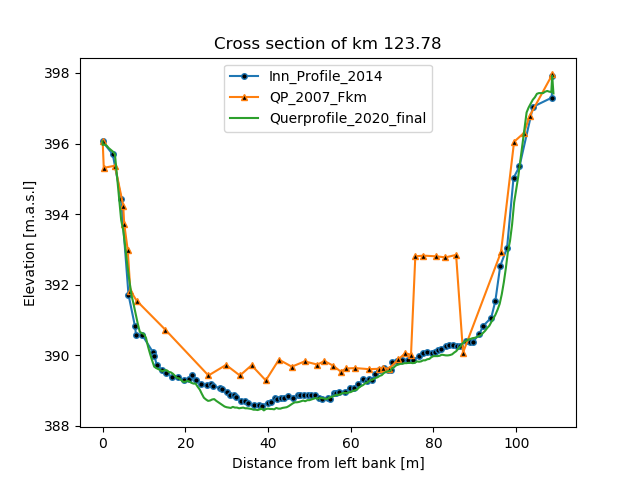 Cross section of km 123.78
Inn_Profile_2014
QP_2007_Fkm
Querprofile_2020_final
Elevation [m.a.s.l]
398
396
394
392
390
388
0 20 40 60 80 100
Distance from left bank [m]